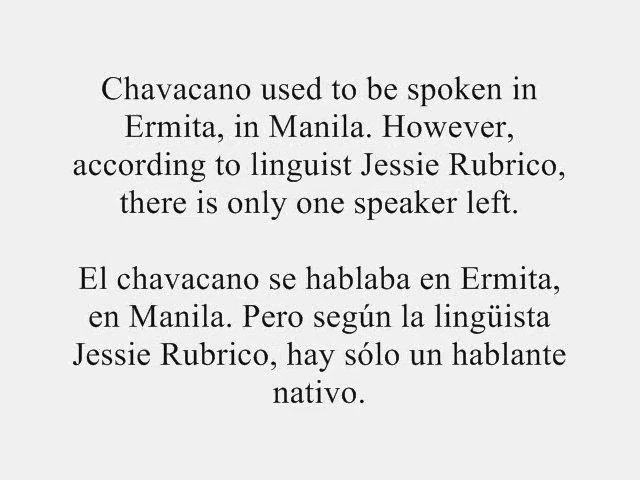 Chavacano used to be spoken in
Ermita, in Manila. However,
according to linguist Jessie Rubrico,
there is only one speaker left.
El chavacano se hablaba en Ermita,
en Manila. Pero según la lingüista
Jessie Rubrico, hay sólo un hablante
nativo.